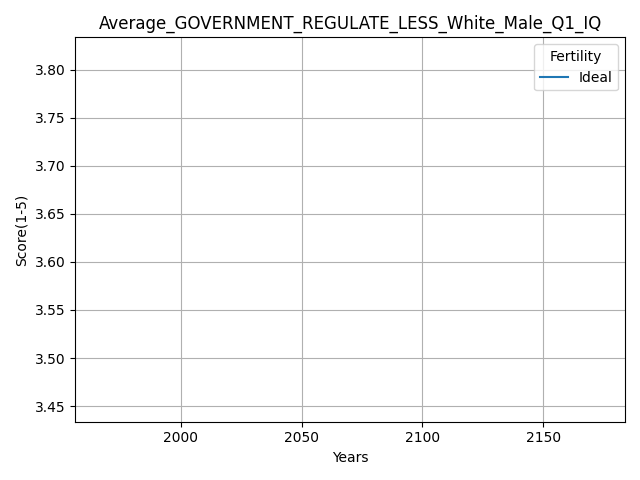 Average_GOVERNMENT_REGULATE_LESS_White_Male_Q1_IQ
Fertility
Ideal
3.80
3.75
3.70
3.65
3.60
3.55
3.50
3.45
Score(1-5)
2000 2050 2100 2150
Years